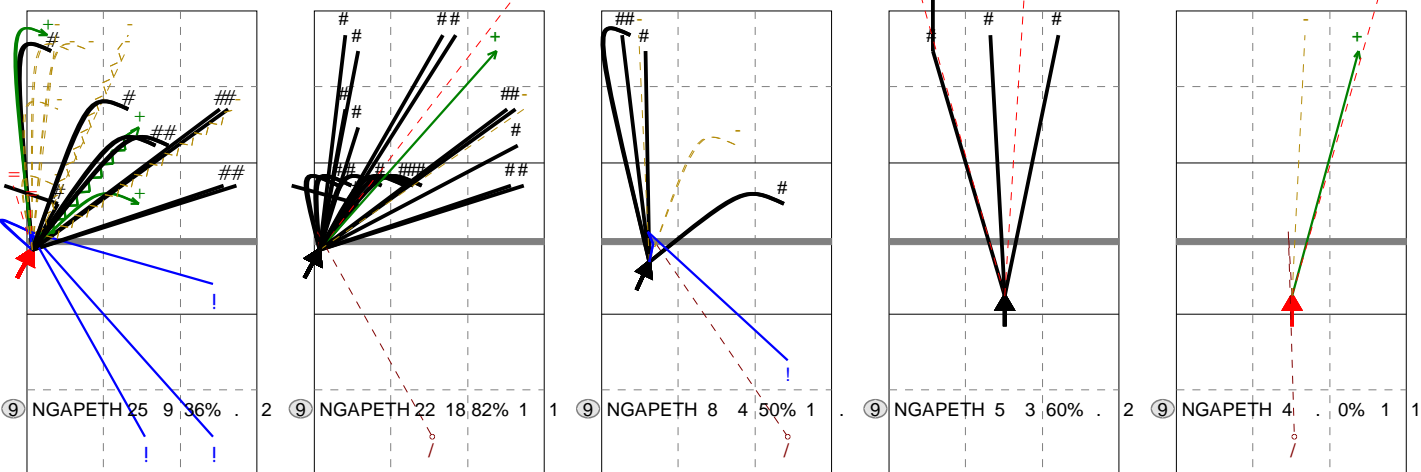 9 NGAPETH 25 9 36% . 2
9 NGAPETH 22 18 82% 1 1
9 NGAPETH 8 4 50% 1 .
9 NGAPETH 5 3 60% . 2
9 NGAPETH 4 . 0% 1 1